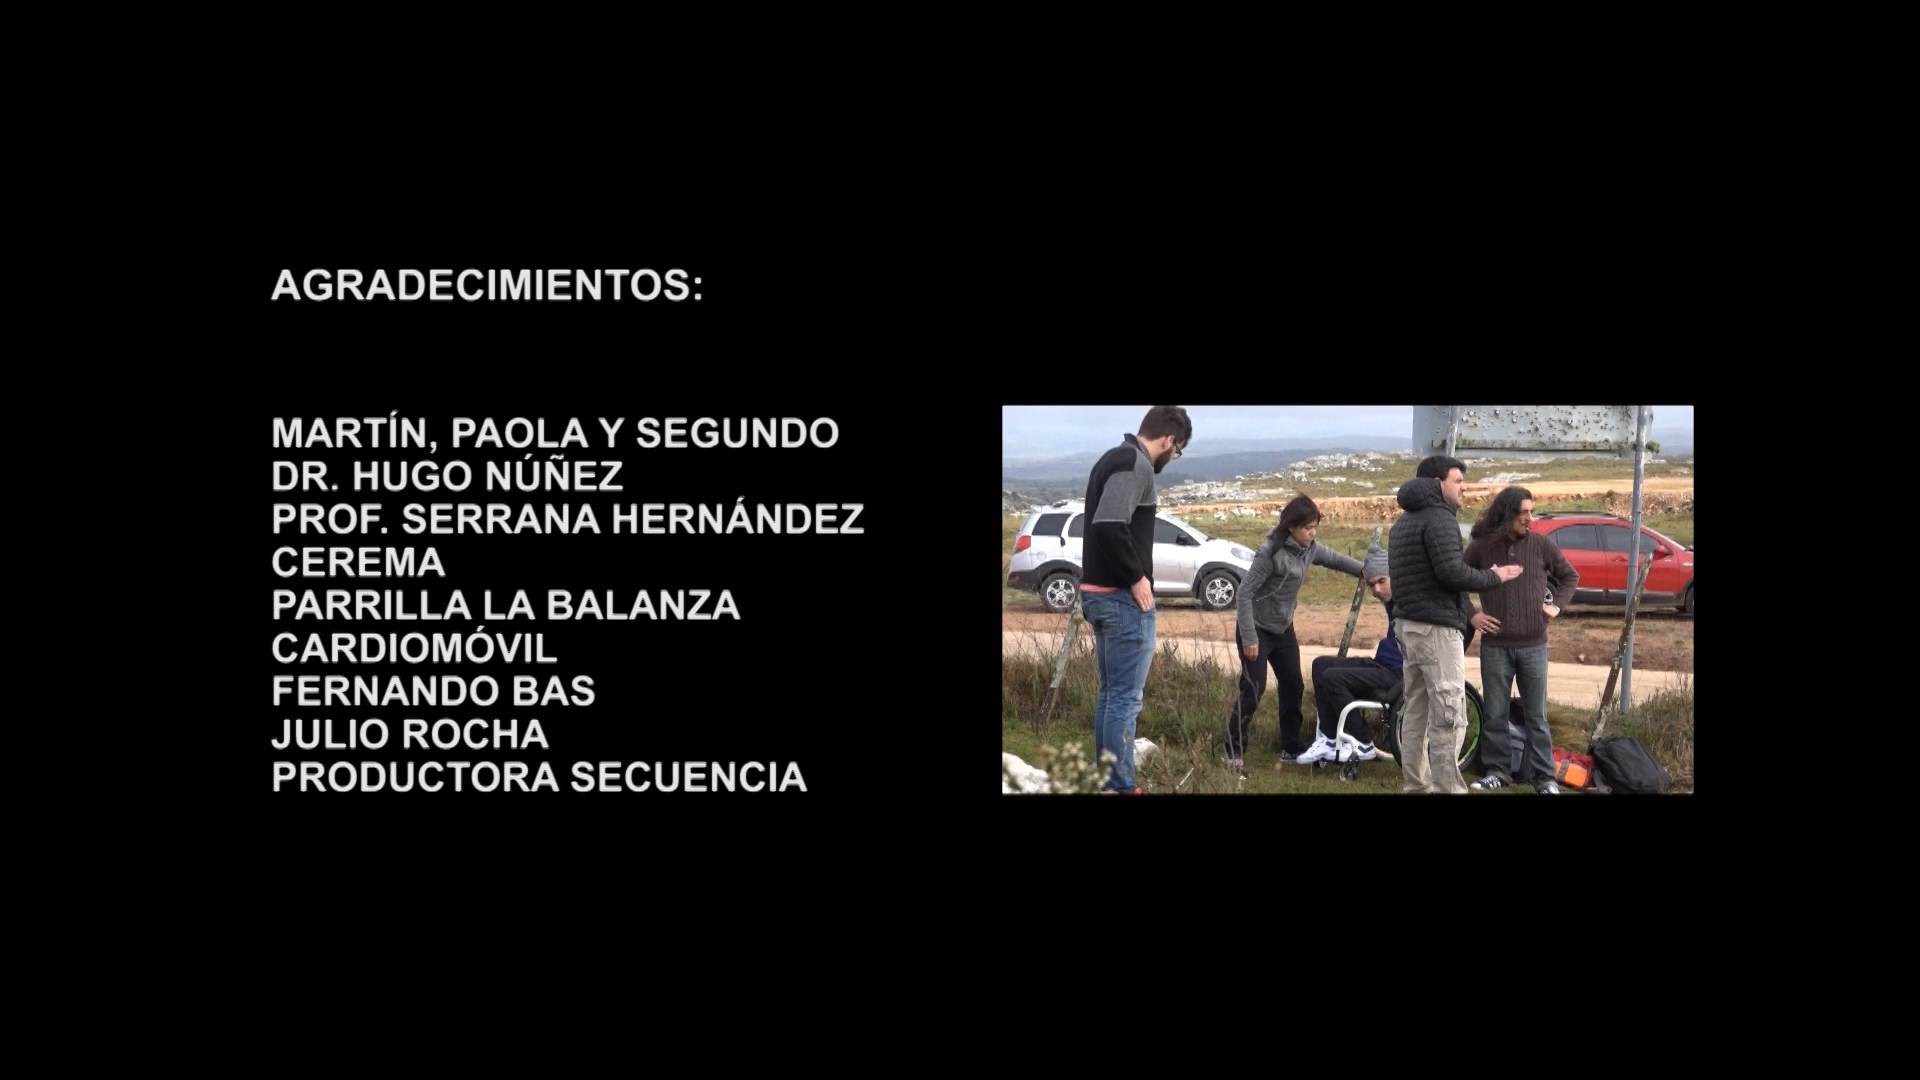 AGRADECIMIENTOS:
MARTÍN, PAOLA Y SEGUNDO
DR. HUGO NÚÑEZ
PROF. SERRANA HERNÁNDEZ
CEREMA
PARRILLA LA BALANZA
CARDIOMÓVIL
FERNANDO BAS
JULIO ROCHA
PRODUCTORA SECUENCIA